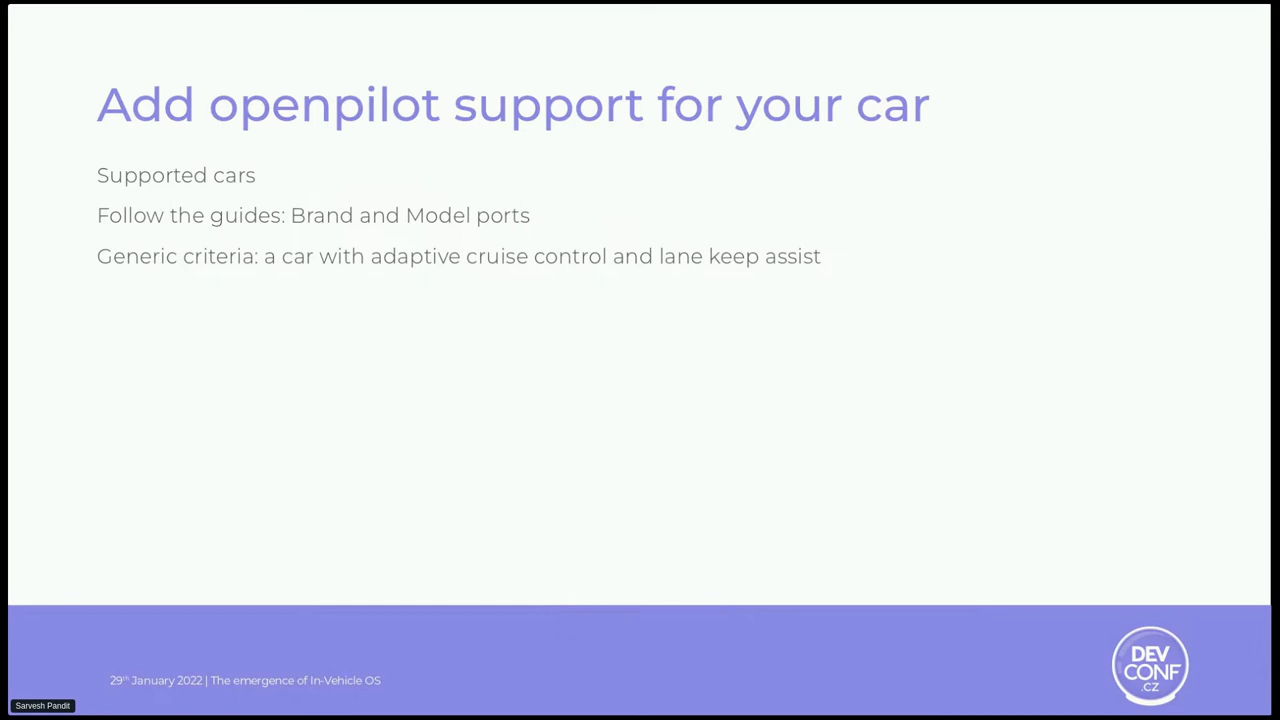 Add openpilot support for your car
Supported cars
Follow the guides: Brand and Model ports
Generic criteria: a car with adaptive cruise control and lane keep assist
29th January 2022 | The emergence of In-Vehicle OS
DEV
CONF
.CZ
Sarvesh Pandit